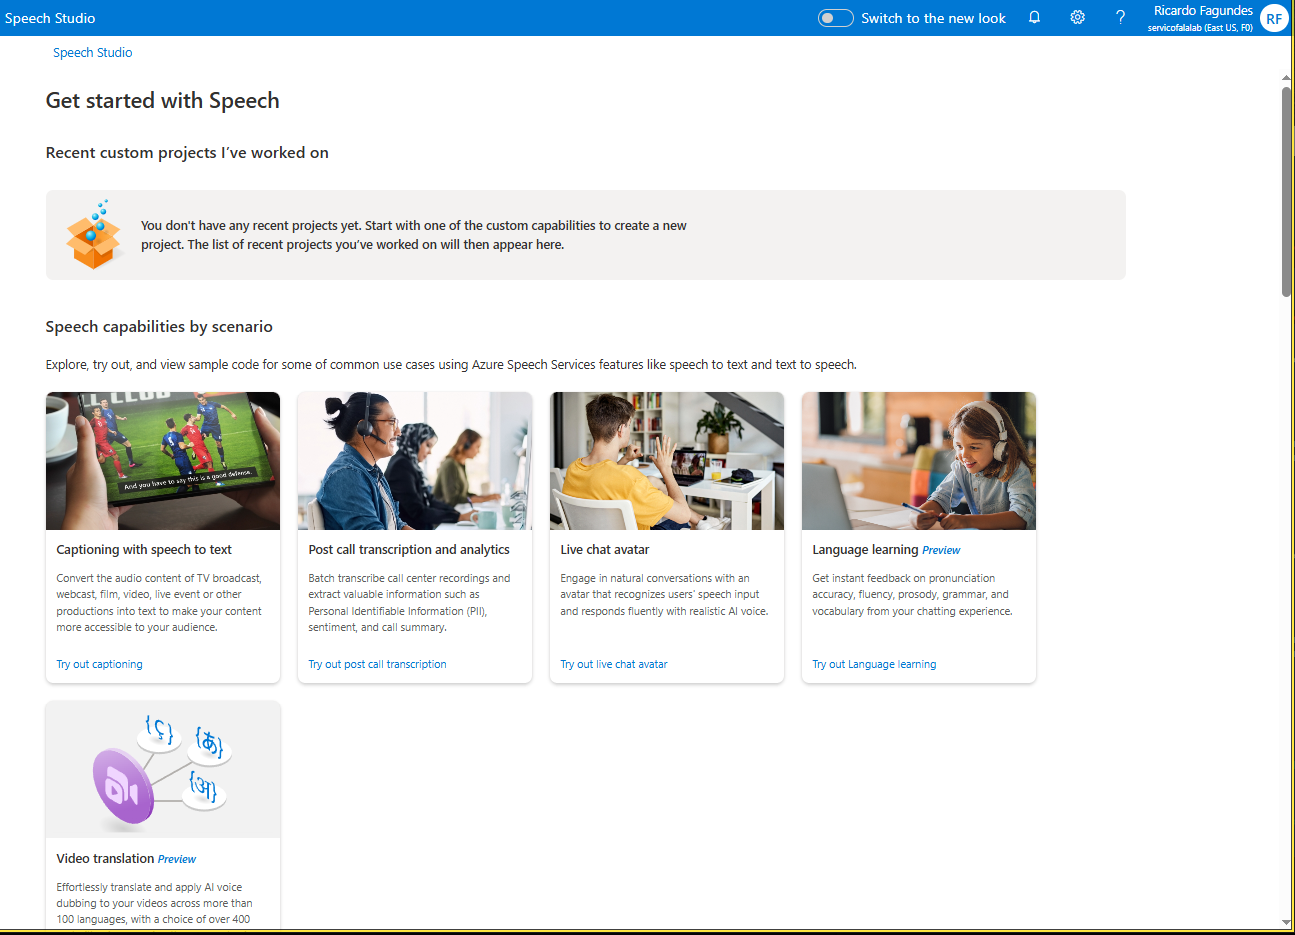 Speech Studio
Switch to the new look
?
Ricardo Fagundes
servicofalalab (East US, F0)
RF
Speech Studio
Get started with Speech
Recent custom projects I’ve worked on
You don't have any recent projects yet. Start with one of the custom capabilities to create a new
project. The list of recent projects you’ve worked on will then appear here.
Speech capabilities by scenario
Explore, try out, and view sample code for some of common use cases using Azure Speech Services features like speech to text and text to speech.
And you have to say this is a good defense.
Captioning with speech to text
Convert the audio content of TV broadcast,
webcast, film, video, live event or other
productions into text to make your content
more accessible to your audience.
Try out captioning
Post call transcription and analytics
Batch transcribe call center recordings and
extract valuable information such as
Personal Identifiable Information (PII),
sentiment, and call summary.
Try out post call transcription
Live chat avatar
Engage in natural conversations with an
avatar that recognizes users’ speech input
and responds fluently with realistic AI voice.
Try out live chat avatar
Language learning Preview
Get instant feedback on pronunciation
accuracy, fluency, prosody, grammar, and
vocabulary from your chatting experience.
Try out Language learning
{ç}
{あ}
{अ}
Video translation Preview
Effortlessly translate and apply AI voice
dubbing to your videos across more than
100 languages, with a choice of over 400